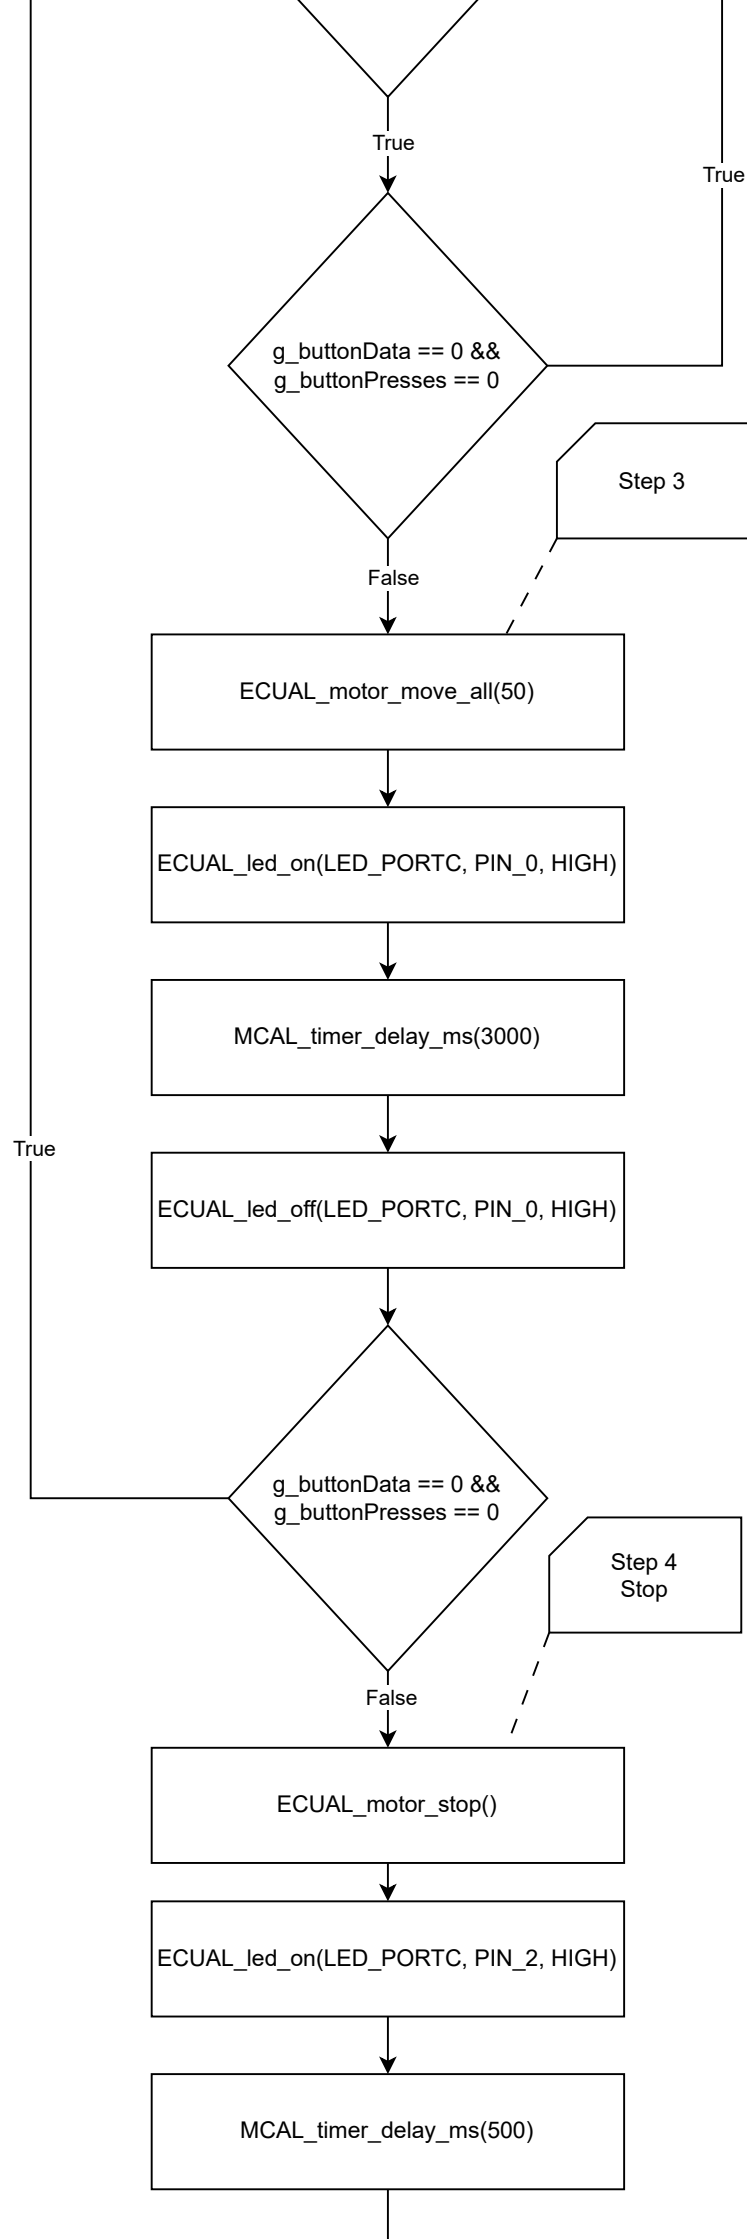 True
True
g_buttonData == 0 &&
g_buttonPresses == 0
Step 3
False
ECUAL_motor_move_all(50)
ECUAL_led_on(LED_PORTC, PIN_0, HIGH)
MCAL_timer_delay_ms(3000)
True
ECUAL_led_off(LED_PORTC, PIN_0, HIGH)
g_buttonData == 0 &&
g_buttonPresses == 0
Step 4
Stop
False
ECUAL_motor_stop()
ECUAL_led_on(LED_PORTC, PIN_2, HIGH)
MCAL_timer_delay_ms(500)